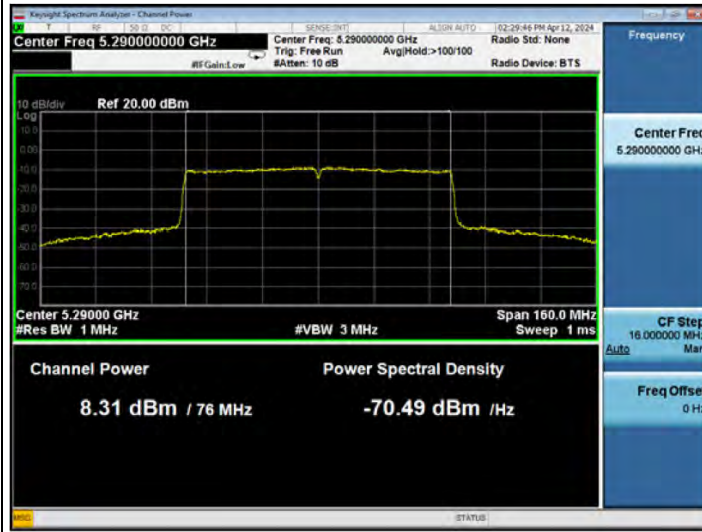 Keysight Spectrum Analyzer - Channel Power
T RF 50 Ω DC SENSE:INT ALIGN AUTO 02:29:46 PM Apr 12, 2024
Center Freq 5.290000000 GHz
Center Freq: 5.290000000 GHz Radio Std: None
Trig: Free Run Avg|Hold:>100/100
#IFGain:Low #Atten: 10 dB Radio Device: BTS
10 dB/div Ref 20.00 dBm
Log
10.0
0.00
-10.0
-20.0
-30.0
-40.0
-50.0
-60.0
-70.0
Center 5.29000 GHz Span 160.0 MHz
#Res BW 1 MHz #VBW 3 MHz Sweep 1 ms
Channel Power Power Spectral Density
8.31 dBm / 76 MHz -70.49 dBm /Hz
MSG STATUS
Frequency
Center Freq
5.290000000 GHz
CF Step
16.000000 MHz
Auto Man
Freq Offset
0 Hz